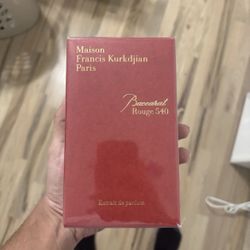 Maison
Francis Kurkdjian
Paris
Baccarat
Rouge 540
Extrait de parfum